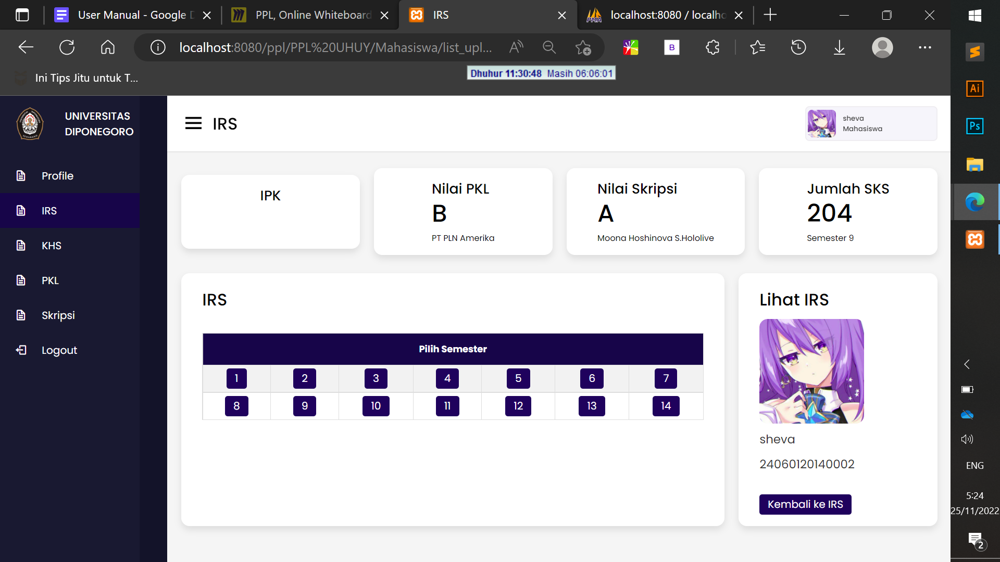 User Manual - Google D
PPL, Online Whiteboard
IRS
localhost:8080 / localho
localhost:8080/ppl/PPL%20UHUY/Mahasiswa/list_upl...
Ini Tips Jitu untuk T...
Dhuhur 11:30:48 Masih 06:06:01
UNIVERSITAS
DIPONEGORO
Profile
IRS
KHS
PKL
Skripsi
Logout
IRS
sheva
Mahasiswa
IPK
Nilai PKL
B
PT PLN Amerika
Nilai Skripsi
A
Moona Hoshinova S.Hololive
Jumlah SKS
204
Semester 9
IRS
Pilih Semester
1 2 3 4 5 6 7
8 9 10 11 12 13 14
Lihat IRS
sheva
24060120140002
Kembali ke IRS
B
PMA
Ai
Ps
ENG
5:24
25/11/2022
2